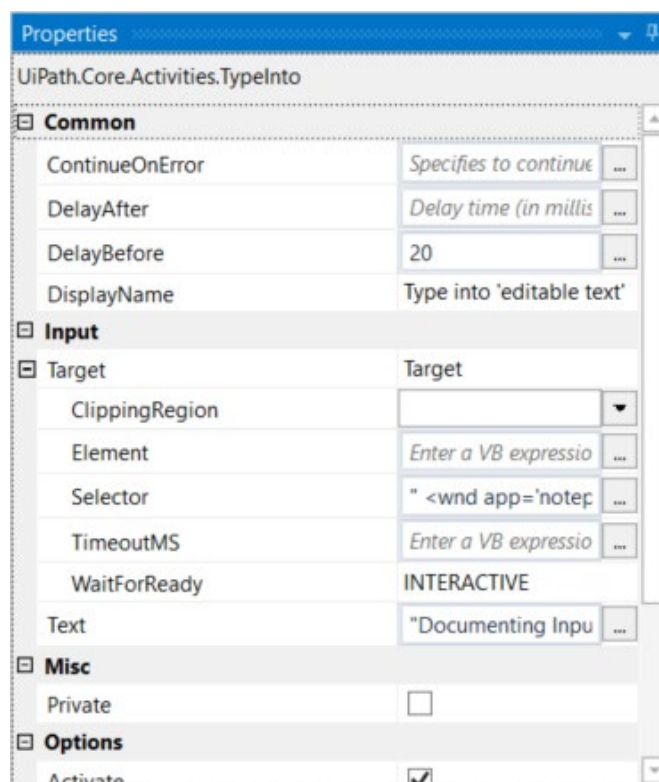 Properties
UiPath.Core.Activities.TypeInto
Common
ContinueOnError Specifies to continue ...
DelayAfter Delay time (in millis ...
DelayBefore 20 ...
DisplayName Type into 'editable text'
Input
Target Target
ClippingRegion
Element Enter a VB expressio ...
Selector " <wnd app='notep ...
TimeoutMS Enter a VB expressio ...
WaitForReady INTERACTIVE
Text "Documenting Inpu ...
Misc
Private
Options
Activate